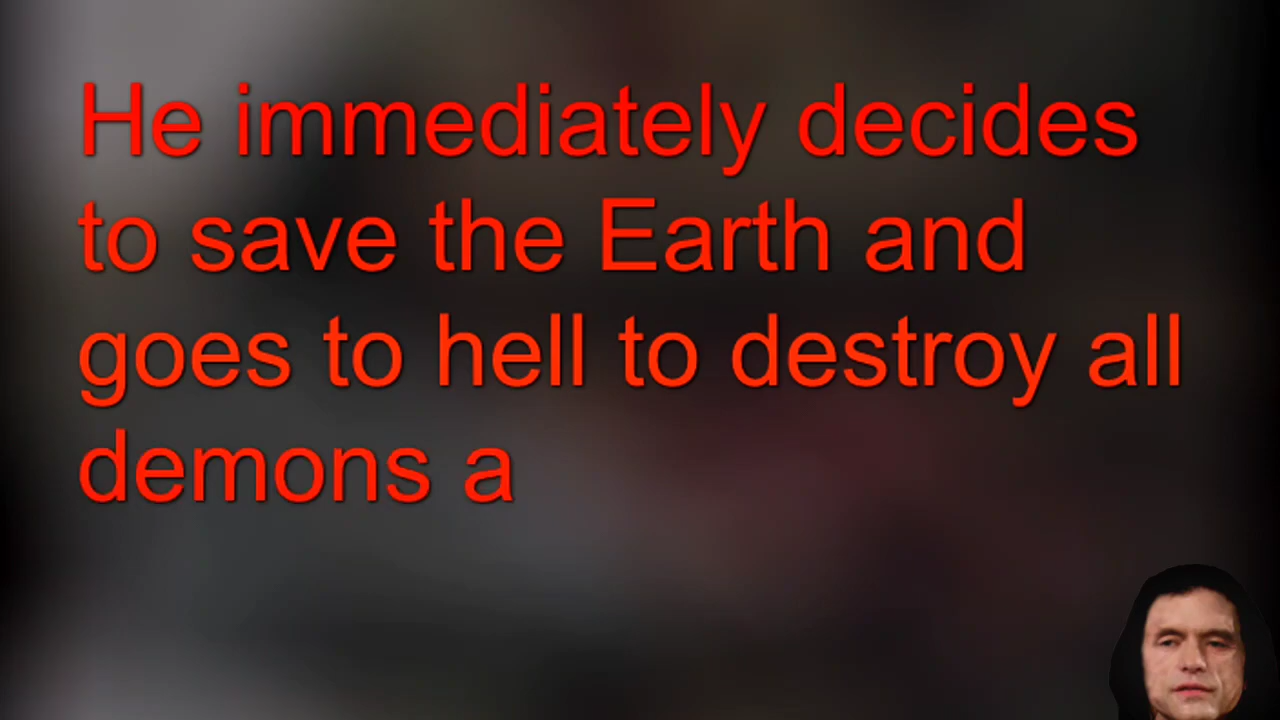 He immediately decides
to save the Earth and
goes to hell to destroy all
demons a